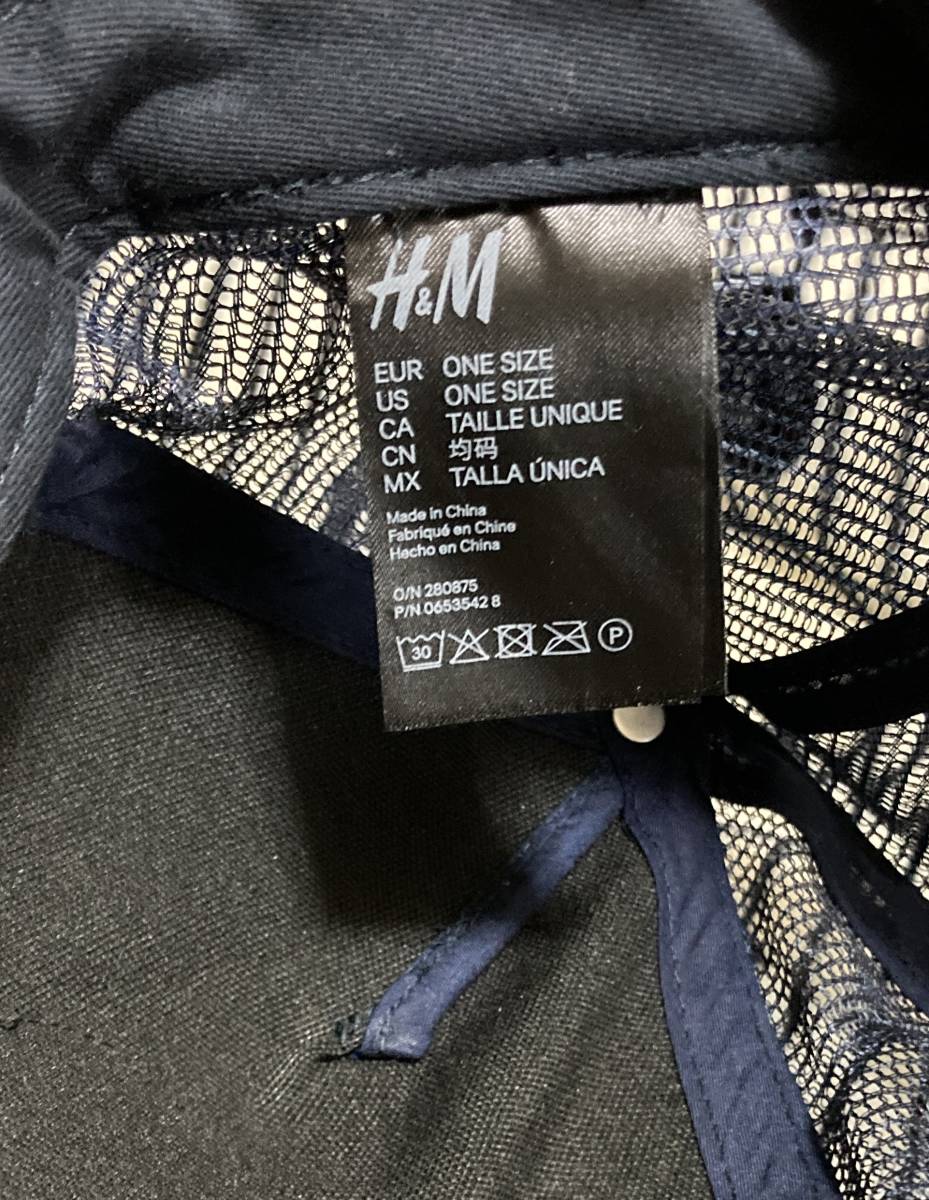 H&M
EUR ONE SIZE
US ONE SIZE
CA TAILLE UNIQUE
CN 均码
MX TALLA ÚNICA
Made in China
Fabriqué en Chine
Hecho en China
O/N 280875
P/N 0653542 8
30 P